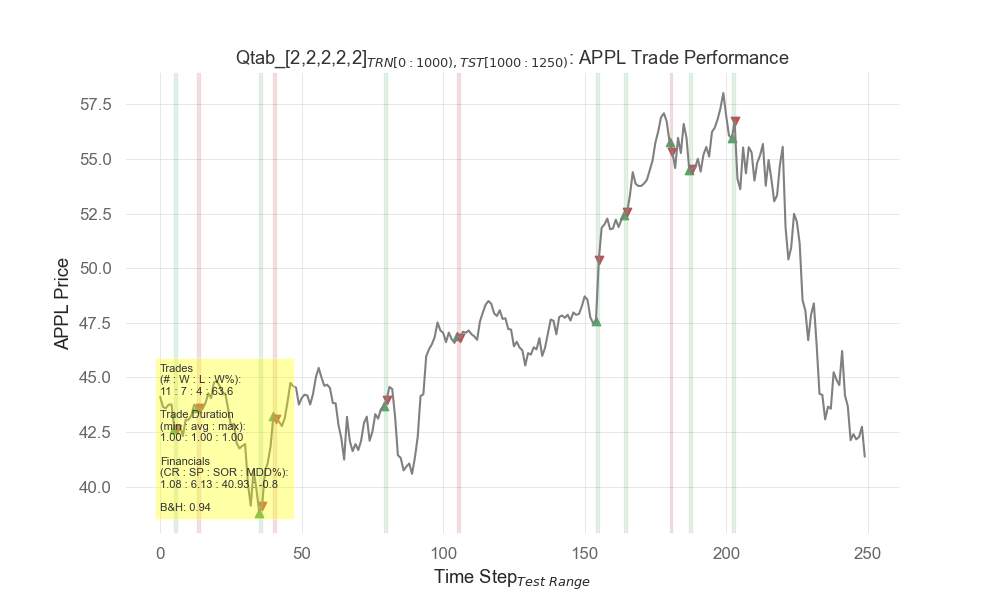 Qtab_[2,2,2,2,2]TRN[0 : 1000), TST[1000 : 1250): APPL Trade Performance
57.5
55.0
52.5
50.0
47.5
45.0
42.5
40.0
APPL Price
Trades
(# : W : L : W%):
11 : 7 : 4 : 63.6
Trade Duration
(min, avg : max):
1.00 : 1.00 : 1.00
Financials
(CR : SP : SOR : MDD%):
1.08 : 6.13 : 40.93 : -0.8
B&H: 0.94
0 50 100 150 200 250
Time Step Test Range